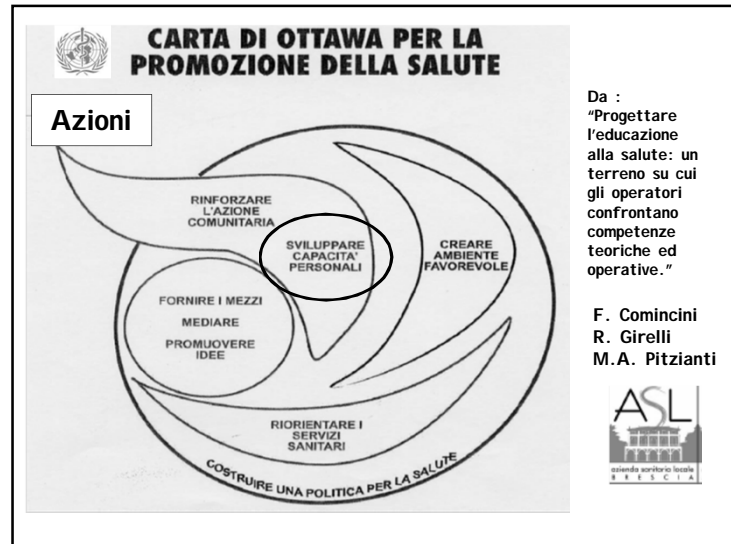 CARTA DI OTTAWA PER LA
PROMOZIONE DELLA SALUTE
Azioni
RINFORZARE
L'AZIONE
COMUNITARIA
SVILUPPARE
CAPACITA'
PERSONALI
CREARE
AMBIENTE
FAVOREVOLE
FORNIRE I MEZZI
MEDIARE
PROMUOVERE
IDEE
RIORIENTARE I
SERVIZI
SANITARI
COSTRUIRE UNA POLITICA PER LA SALUTE
Da :
"Progettare
l'educazione
alla salute: un
terreno su cui
gli operatori
confrontano
competenze
teoriche ed
operative."
F. Comincini
R. Girelli
M.A. Pitzianti
ASL
azienda sanitaria locale
BRESCIA